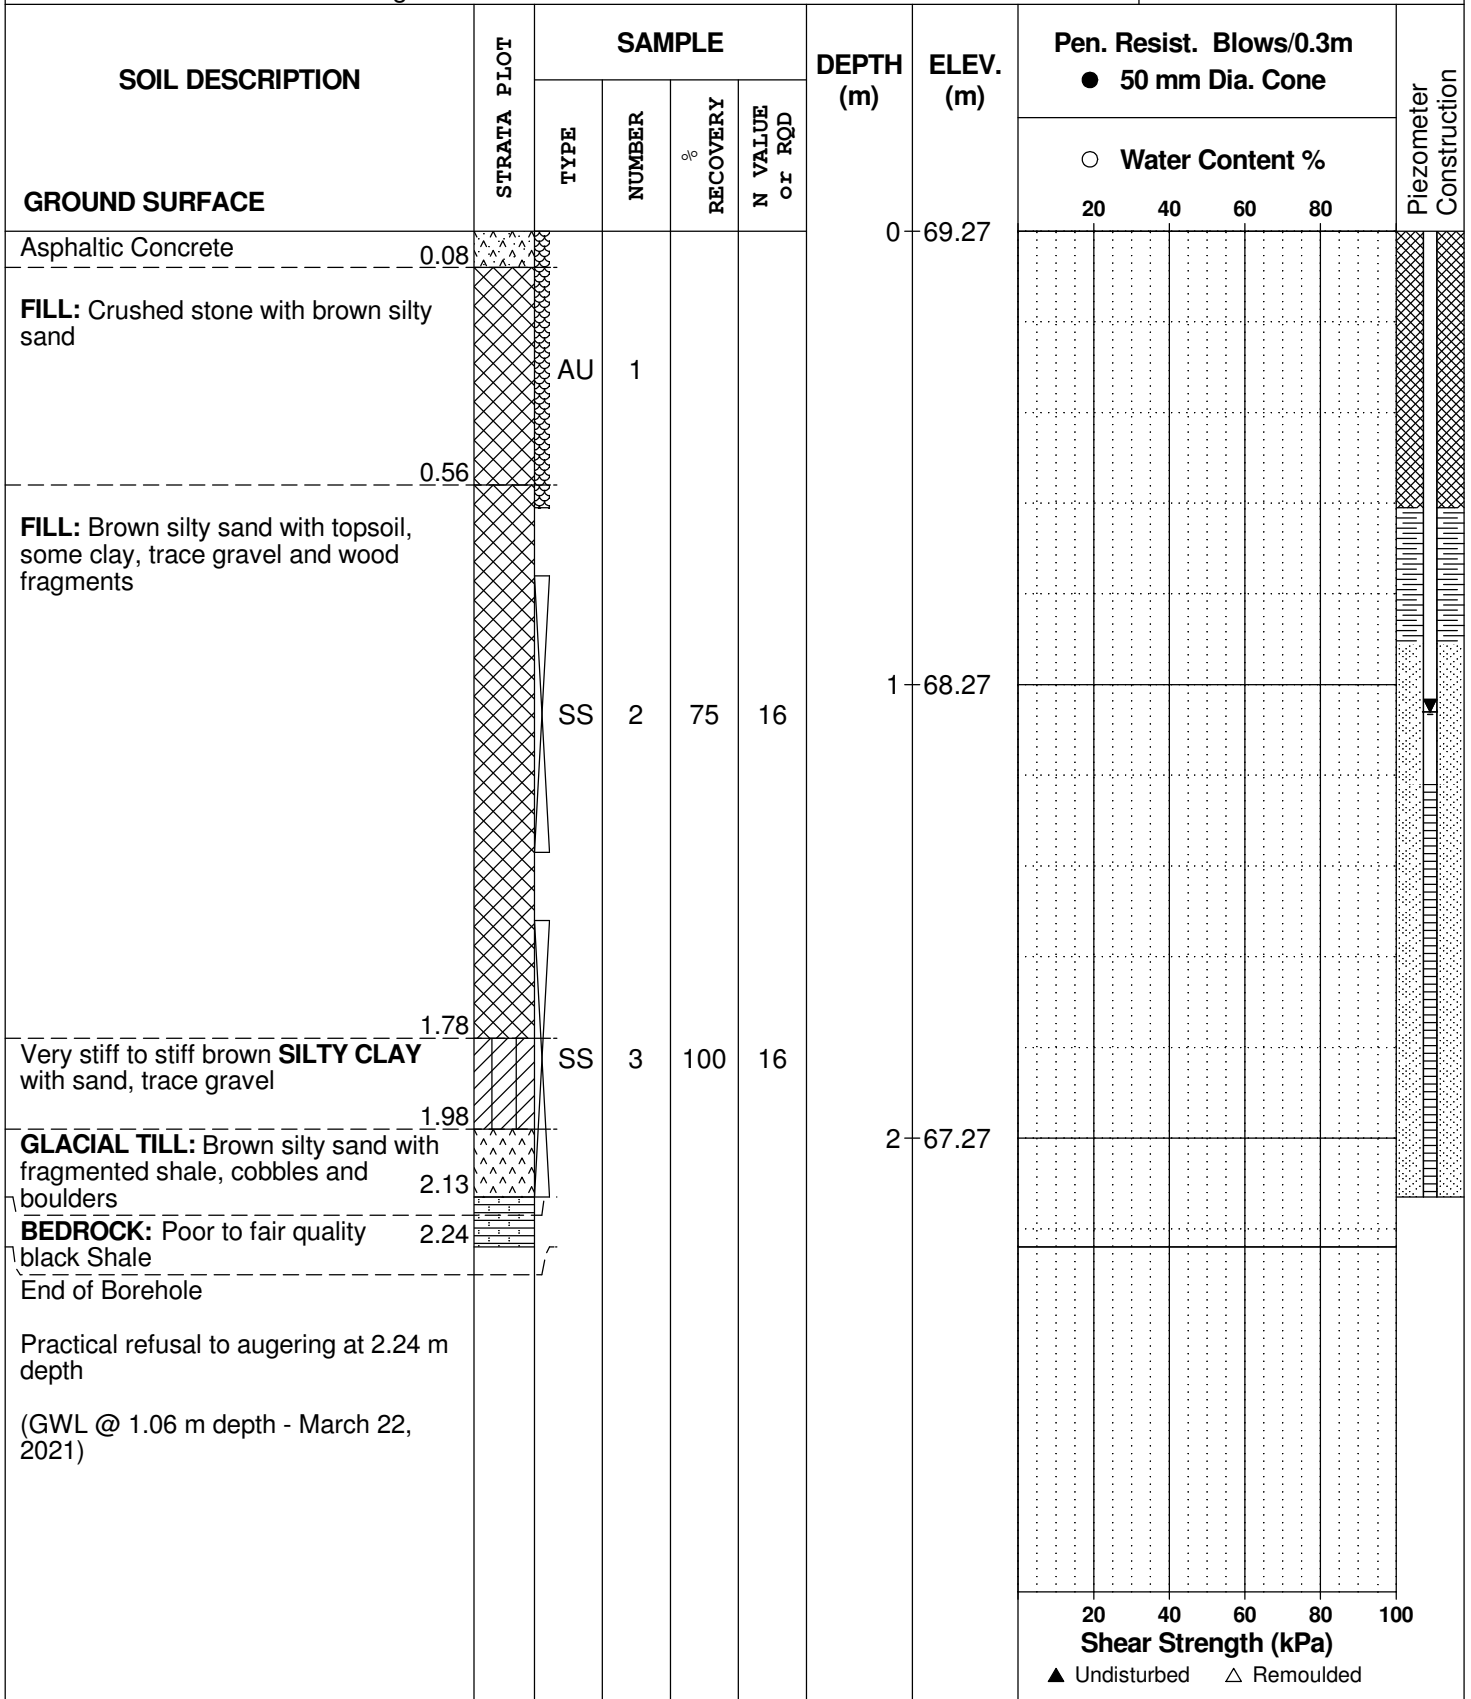 SOIL DESCRIPTION
GROUND SURFACE
STRATA PLOT
SAMPLE
TYPE
NUMBER
%
RECOVERY
N VALUE
or RQD
DEPTH
(m)
ELEV.
(m)
Pen. Resist. Blows/0.3m
● 50 mm Dia. Cone
○ Water Content %
20 40 60 80
Piezometer
Construction
0 69.27
Asphaltic Concrete
0.08
FILL: Crushed stone with brown silty
sand
AU 1
0.56
FILL: Brown silty sand with topsoil,
some clay, trace gravel and wood
fragments
1 68.27
SS 2 75 16
1.78
Very stiff to stiff brown SILTY CLAY
with sand, trace gravel
SS 3 100 16
1.98
2 67.27
GLACIAL TILL: Brown silty sand with
fragmented shale, cobbles and
boulders
2.13
BEDROCK: Poor to fair quality
black Shale
2.24
End of Borehole
Practical refusal to augering at 2.24 m
depth
(GWL @ 1.06 m depth - March 22,
2021)
20 40 60 80 100
Shear Strength (kPa)
▲ Undisturbed △ Remoulded